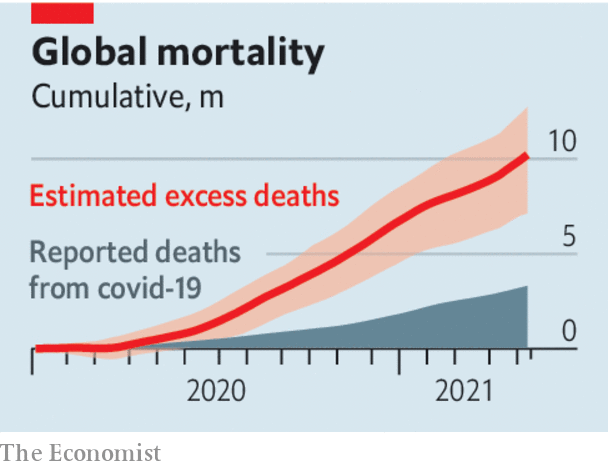 Global mortality
Cumulative, m
10
Estimated excess deaths
5
Reported deaths
from covid-19
0
2020
2021
The Economist